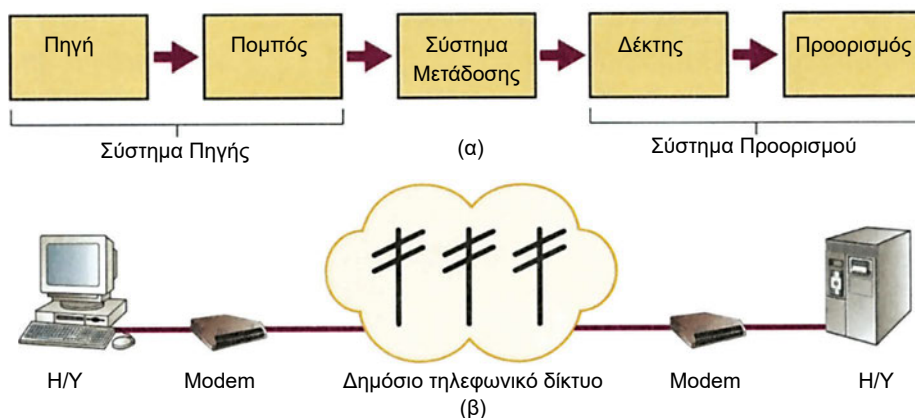 Πηγή
Πομπός
Σύστημα
Μετάδοσης
Δέκτης
Προορισμός
Σύστημα Πηγής
(α)
Σύστημα Προορισμού
Η/Υ
Modem
Δημόσιο τηλεφωνικό δίκτυο
Modem
Η/Υ
(β)